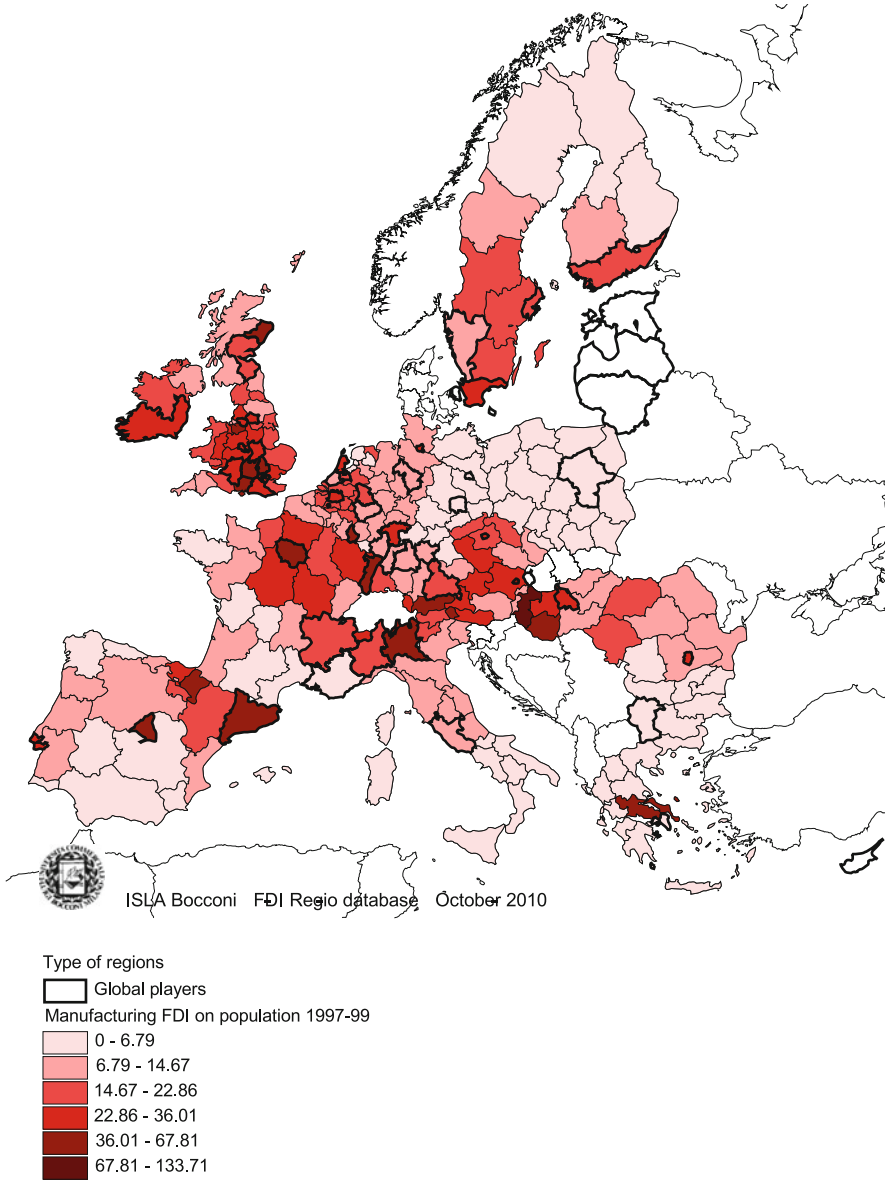 ISLA Bocconi FDI Regio database October 2010
Type of regions
Global players
Manufacturing FDI on population 1997-99
0 - 6.79
6.79 - 14.67
14.67 - 22.86
22.86 - 36.01
36.01 - 67.81
67.81 - 133.71